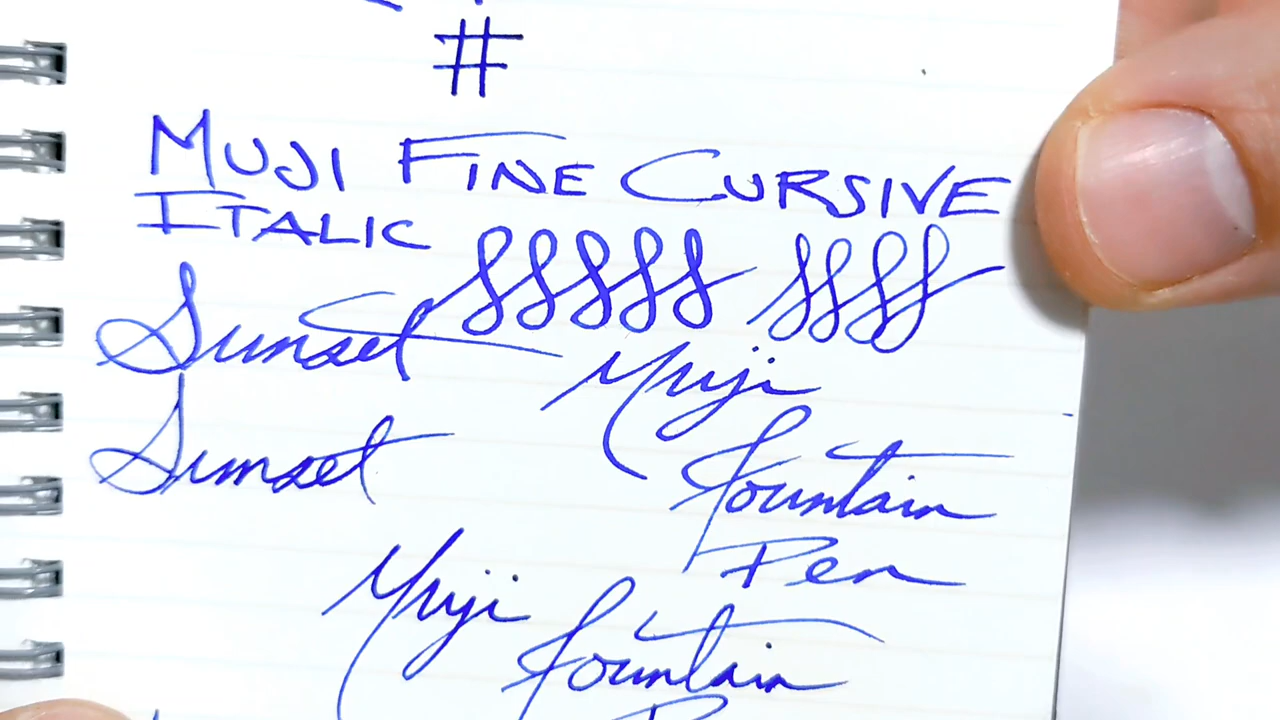 #
MUJI FINE CURSIVE
ITALIC
Sunset
Muji
Sunset
Fountain
Pen
Muji
Fountain